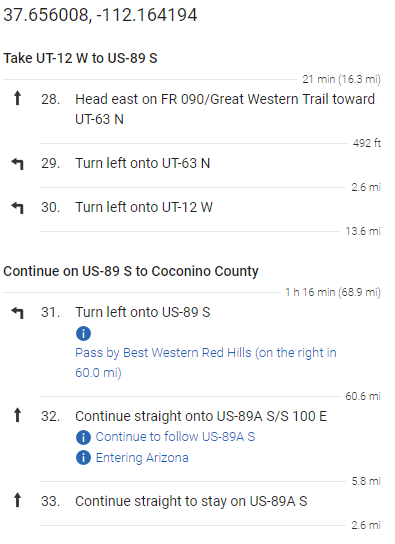 37.656008, -112.164194
Take UT-12 W to US-89 S
21 min (16.3 mi)
28. Head east on FR 090/Great Western Trail toward
UT-63 N
492 ft
29. Turn left onto UT-63 N
2.6 mi
30. Turn left onto UT-12 W
13.6 mi
Continue on US-89 S to Coconino County
1 h 16 min (68.9 mi)
31. Turn left onto US-89 S
Pass by Best Western Red Hills (on the right in
60.0 mi)
60.6 mi
32. Continue straight onto US-89A S/S 100 E
Continue to follow US-89A S
Entering Arizona
5.8 mi
33. Continue straight to stay on US-89A S
2.6 mi